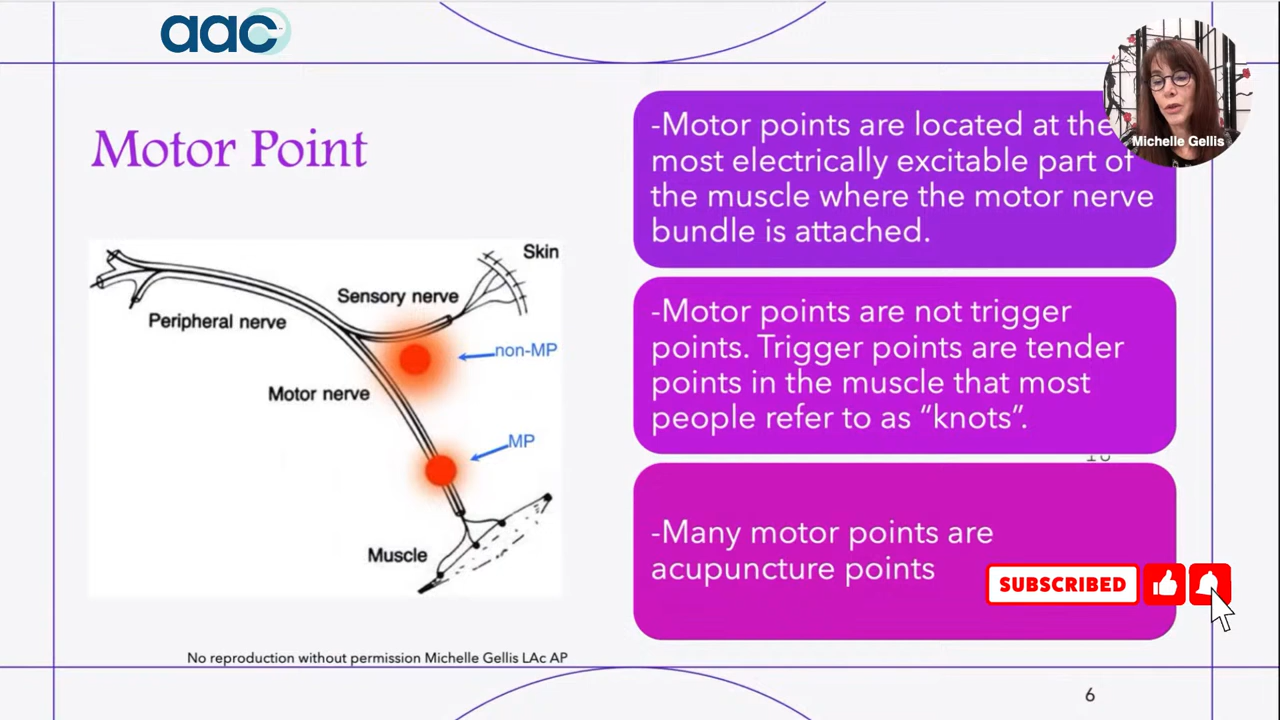 aac
Michelle Gellis
Motor Point
-Motor points are located at the
most electrically excitable part of
the muscle where the motor nerve
bundle is attached.
Skin
Sensory nerve
Peripheral nerve
non-MP
Motor nerve
MP
Muscle
-Motor points are not trigger
points. Trigger points are tender
points in the muscle that most
people refer to as “knots”.
-Many motor points are
acupuncture points
SUBSCRIBED
No reproduction without permission Michelle Gellis LAc AP
6